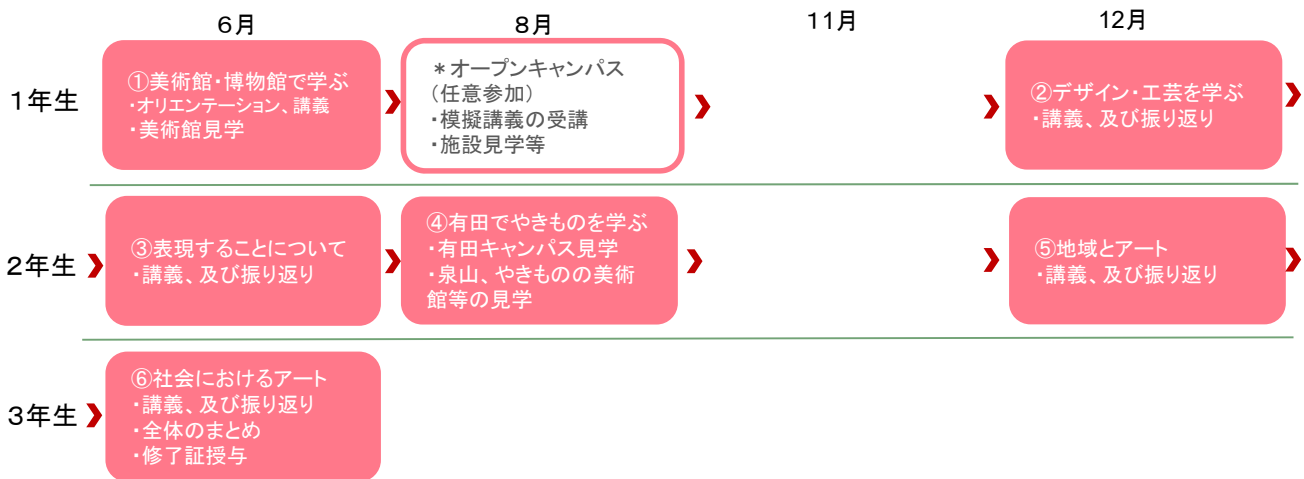 6月
8月
11月
12月
1年生
①美術館・博物館で学ぶ
・オリエンテーション、講義
・美術館見学
＊オープンキャンパス
(任意参加)
・模擬講義の受講
・施設見学等
②デザイン・工芸を学ぶ
・講義、及び振り返り
2年生
③表現することについて
・講義、及び振り返り
④有田でやきものを学ぶ
・有田キャンパス見学
・泉山、やきものの美術
館等の見学
⑤地域とアート
・講義、及び振り返り
3年生
⑥社会におけるアート
・講義、及び振り返り
・全体のまとめ
・修了証授与